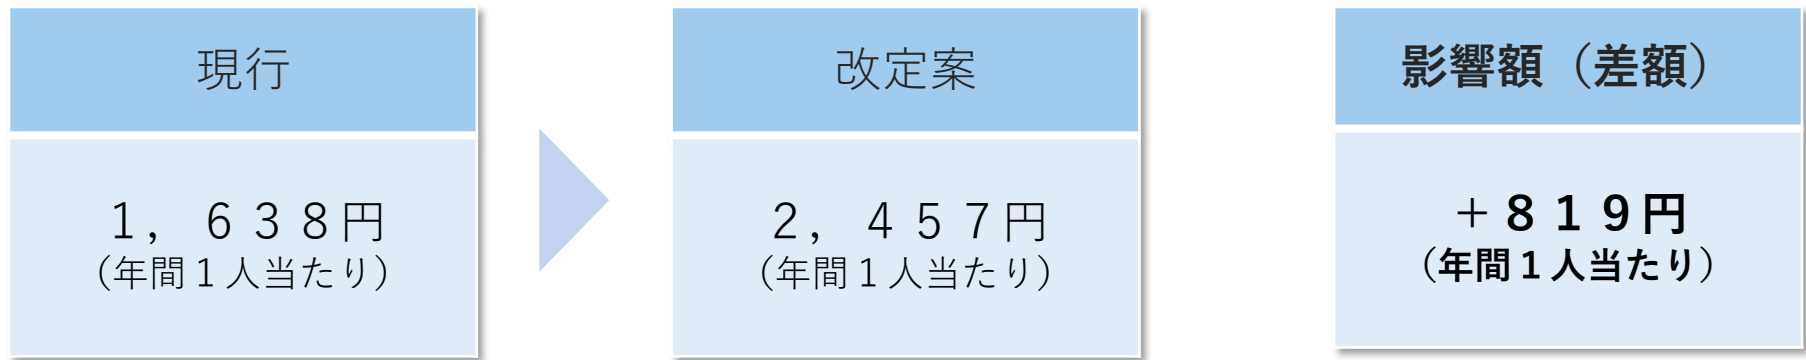 現行
１，６３８円
（年間１人当たり）
改定案
２，４５７円
（年間１人当たり）
影響額（差額）
＋８１９円
（年間１人当たり）